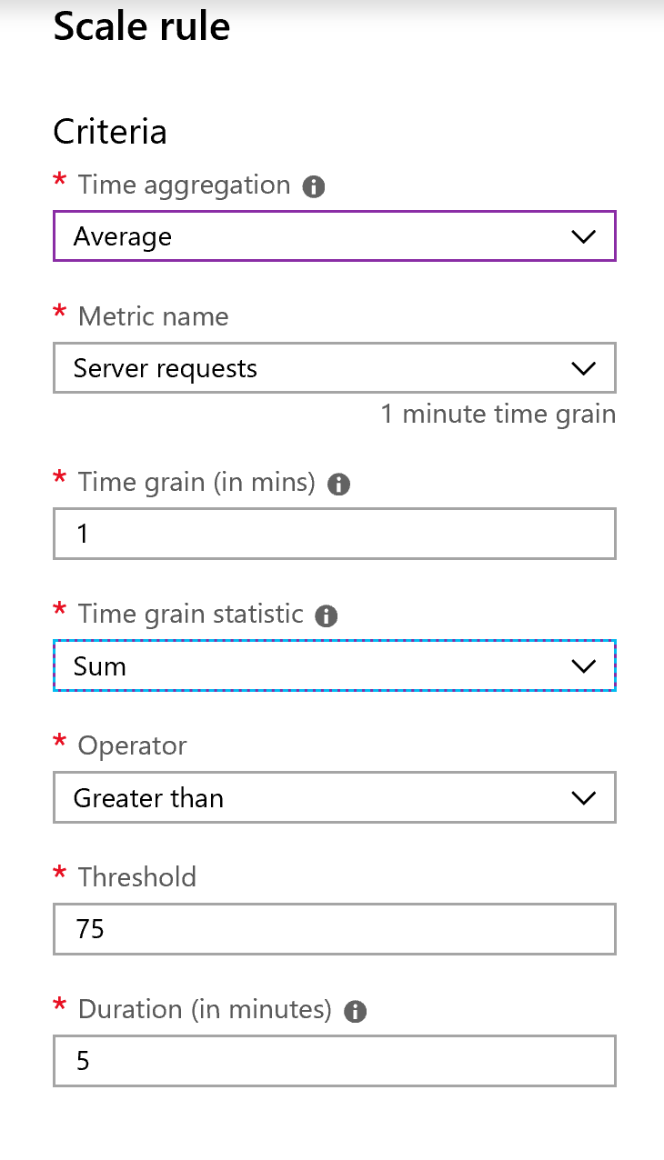 Scale rule
Criteria
* Time aggregation
Average
* Metric name
Server requests
1 minute time grain
* Time grain (in mins)
1
* Time grain statistic
Sum
* Operator
Greater than
* Threshold
75
* Duration (in minutes)
5